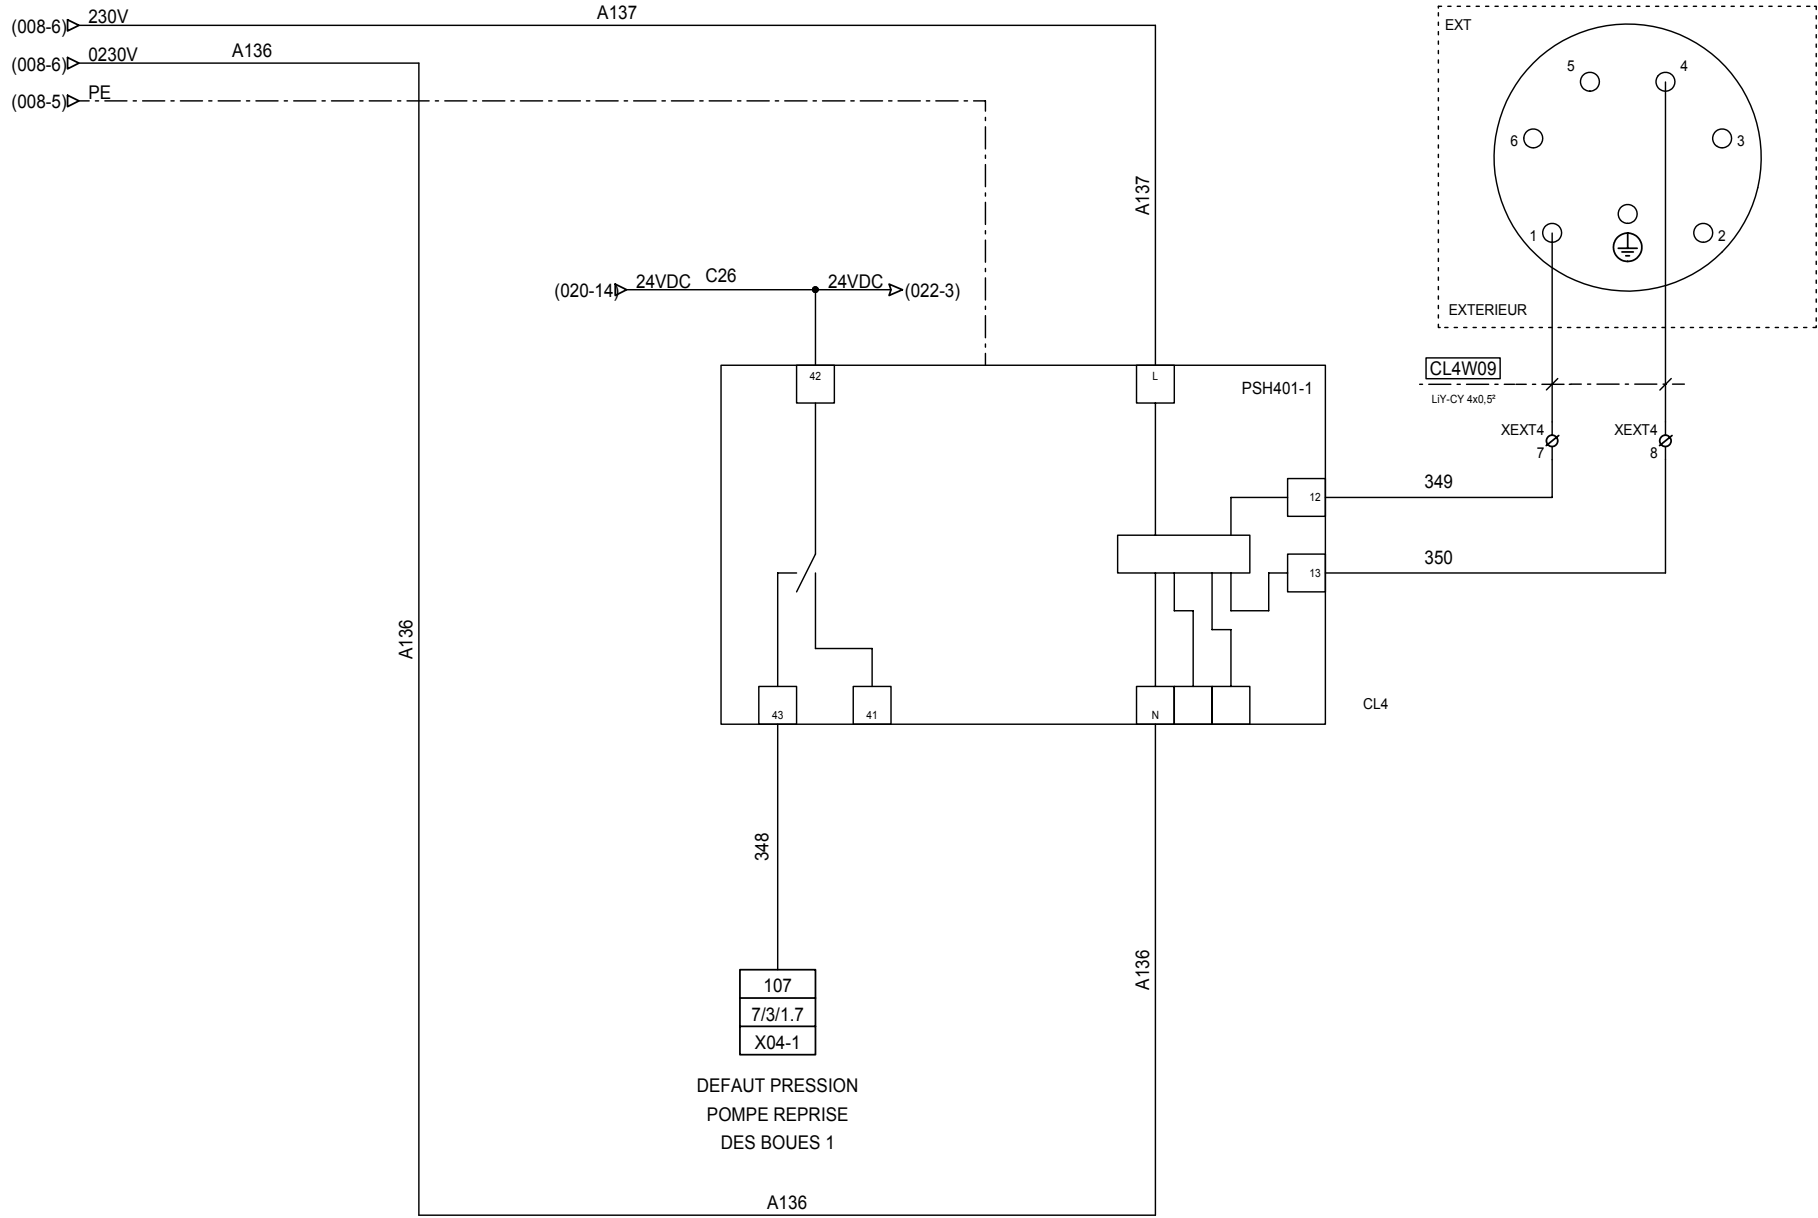 (008-6) 230V A137
(008-6) 0230V A136
(008-5) PE
EXT
5 4
6 3
1 2
EXTERIEUR
A137
(020-14) 24VDC C26 24VDC (022-3)
42 L PSH401-1
CL4W09
LiY-CY 4x0,5²
XEXT4 XEXT4
7 8
12 349
13 350
A136
43 41 N CL4
348
A136
107
7/3/1.7
X04-1
DEFAUT PRESSION
POMPE REPRISE
DES BOUES 1
A136